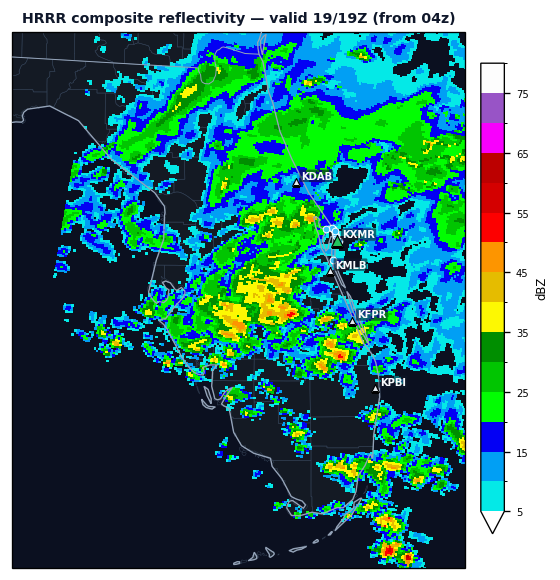 HRRR composite reflectivity — valid 19/19Z (from 04z)
KDAB
KXMR
KMLB
KFPR
KPBI
75
65
55
45
35
25
15
5
dBZ